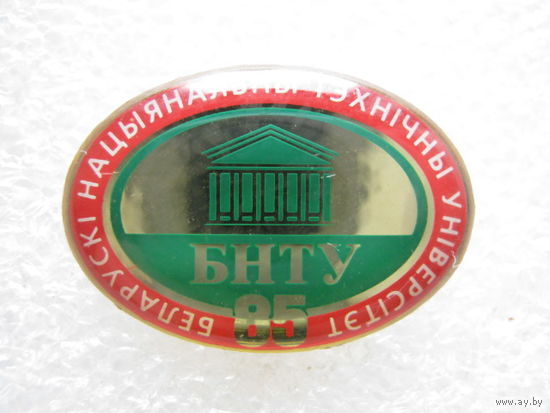 БЕЛАРУСКІ НАЦЫЯНАЛЬНЫ ТЭХНІЧНЫ УНІВЕРСІТЭТ
БНТУ
85
www.ay.by